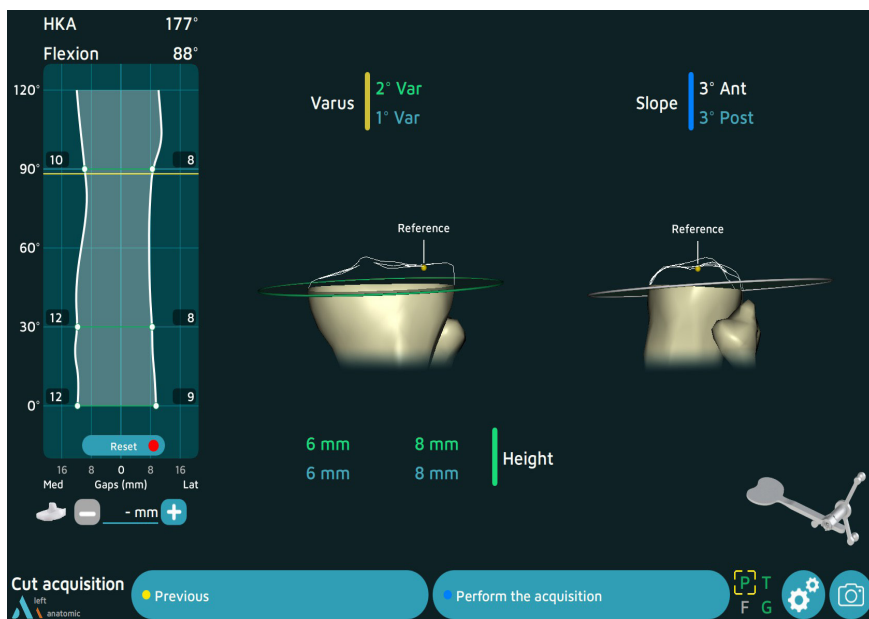 HKA 177°
Flexion 88°
120°
90°
60°
30°
0°
10 8
12 8
12 9
Reset
16 8 0 8 16
Med Gaps (mm) Lat
- mm
Varus
2° Var
1° Var
Slope
3° Ant
3° Post
Reference
Reference
6 mm 8 mm
6 mm 8 mm
Height
Cut acquisition
left
anatomic
Previous
Perform the acquisition
P T
F G